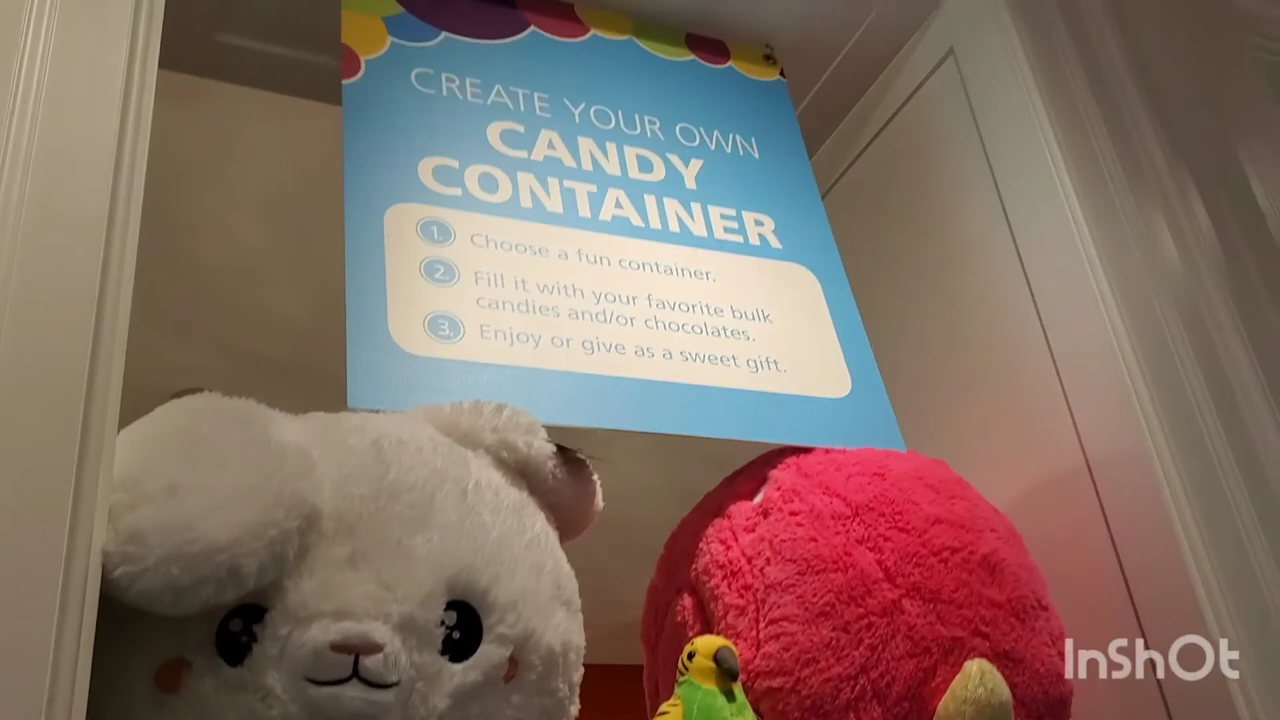 CREATE YOUR OWN
CANDY
CONTAINER
1. Choose a fun container.
2. Fill it with your favorite bulk
candies and/or chocolates.
3. Enjoy or give as a sweet gift.
InShOt